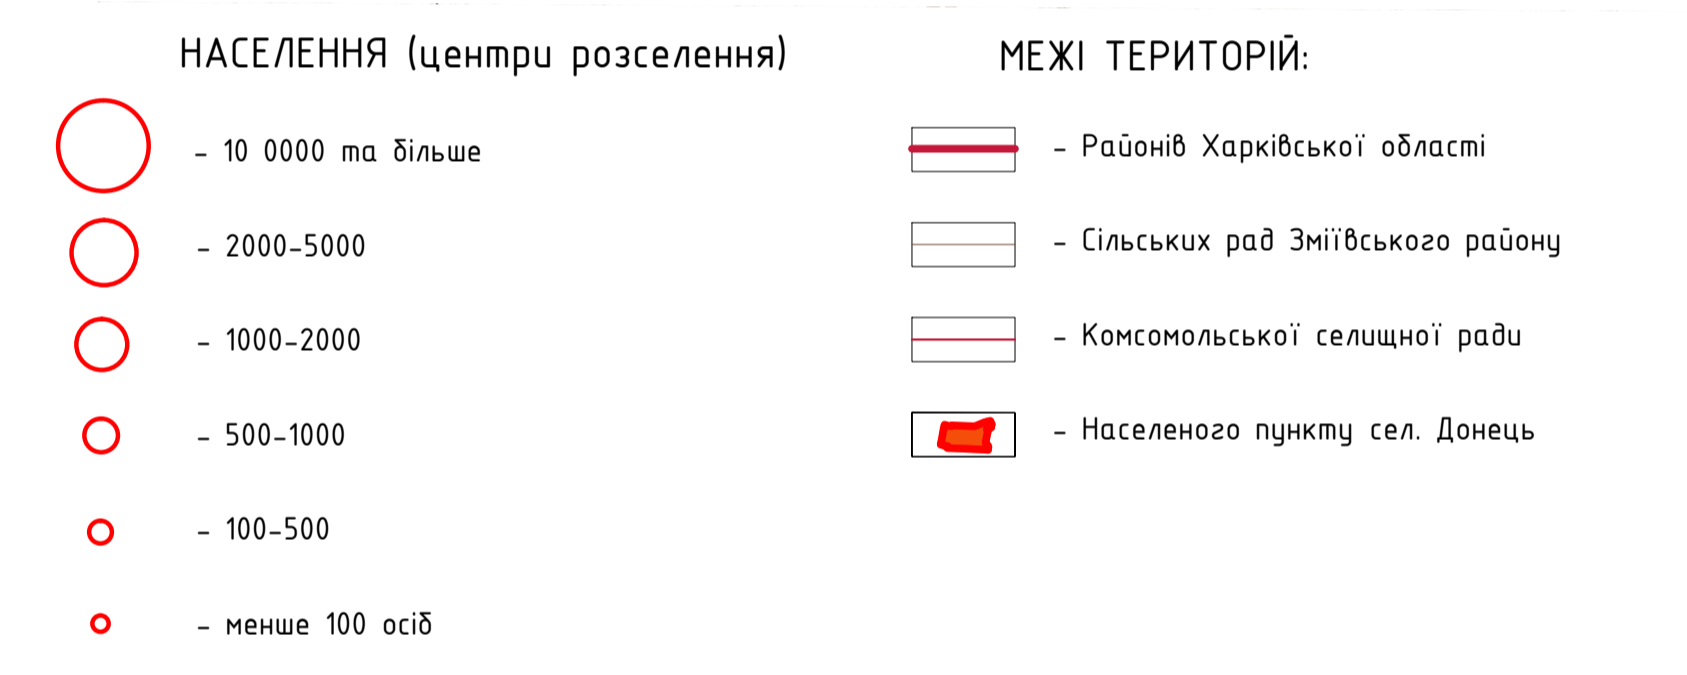 НАСЕЛЕННЯ (центри розселення)
- 10 0000 та більше
- 2000-5000
- 1000-2000
- 500-1000
- 100-500
- менше 100 осіб
МЕЖІ ТЕРИТОРІЙ:
- Районів Харківської області
- Сільських рад Зміївського району
- Комсомольської селищної ради
- Населеного пункту сел. Донець